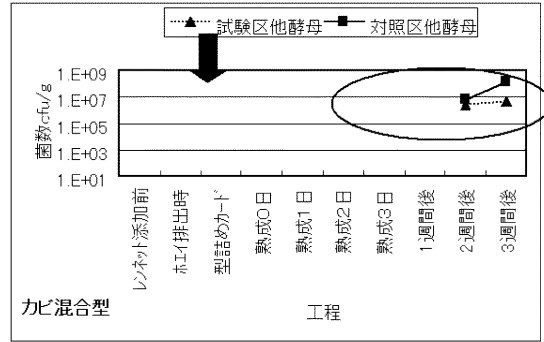 試験区他酵母 対照区他酵母
菌数cfu/g
1.E+09
1.E+07
1.E+05
1.E+03
1.E+01
レンネット添加前
ホエイ排出時
型詰めカード
熟成0日
熟成1日
熟成2日
熟成3日
1週間後
2週間後
3週間後
カビ混合型
工程